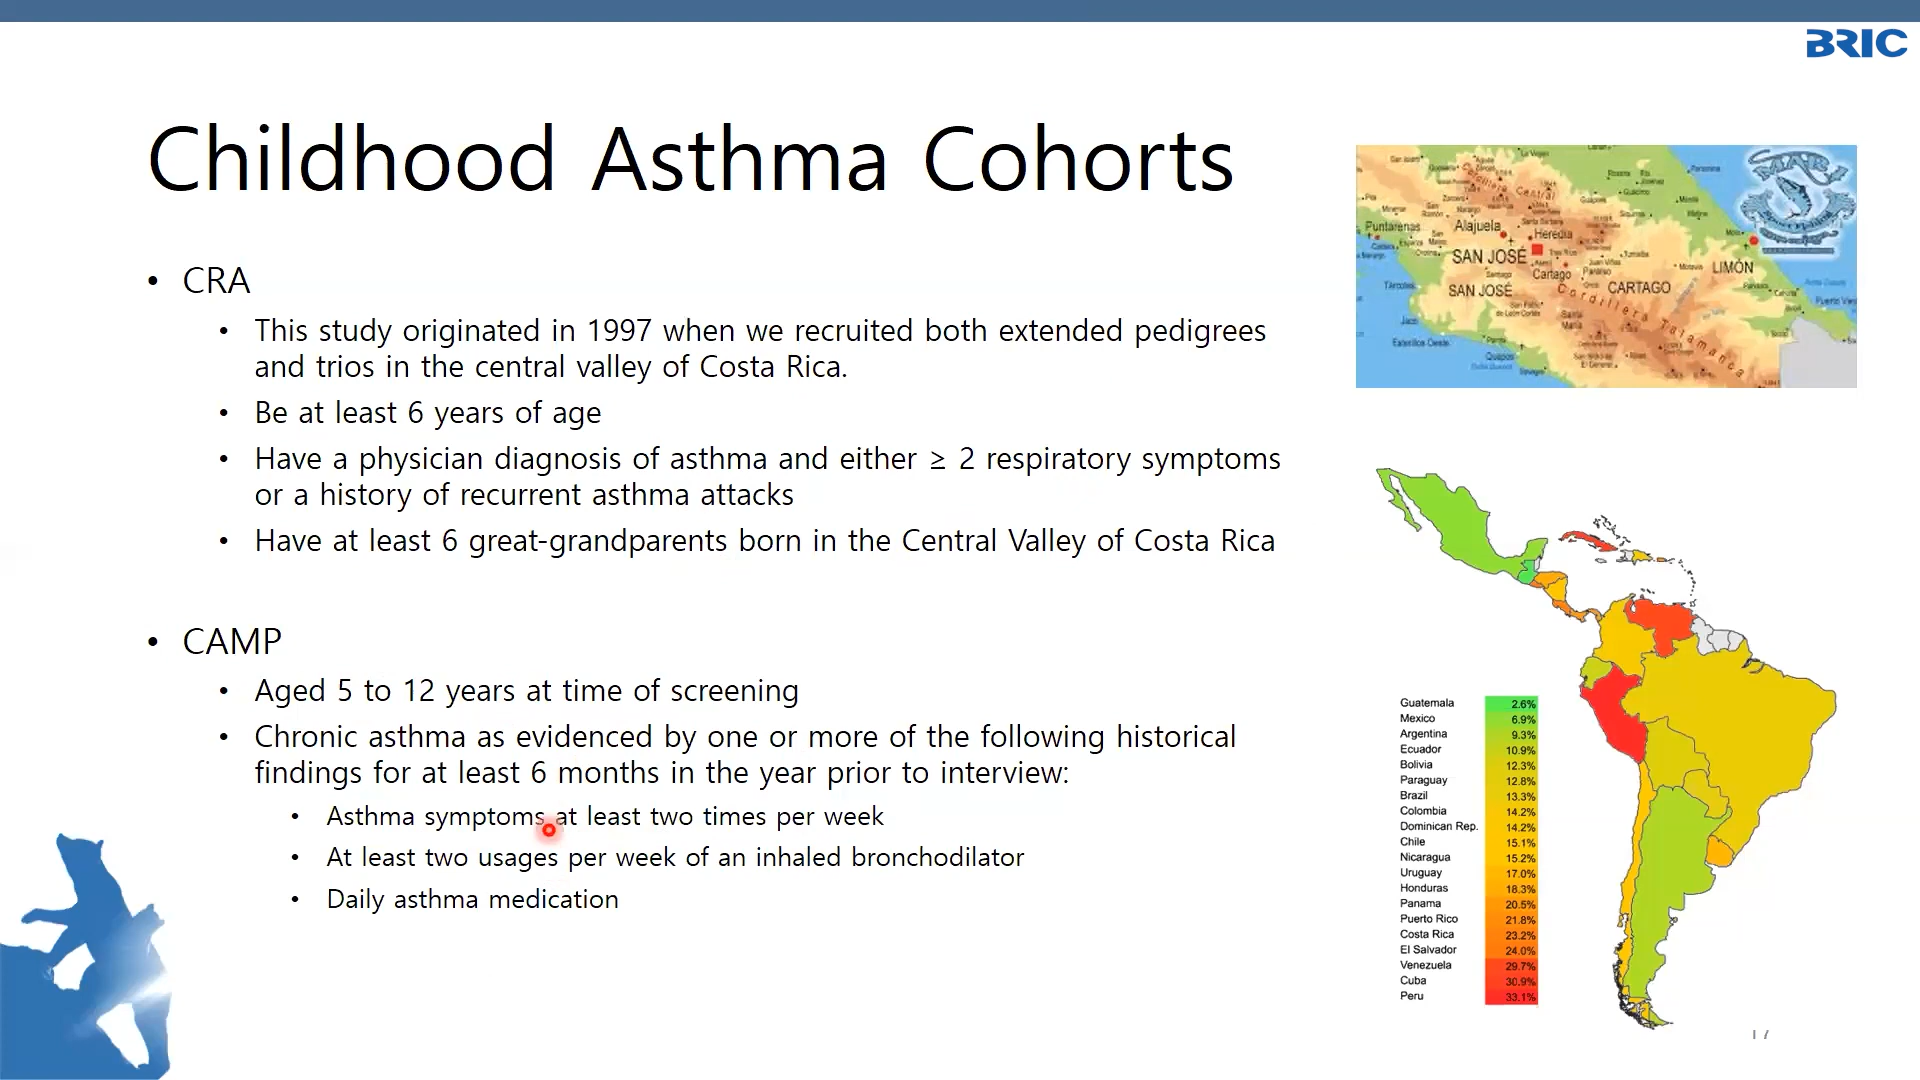 BRIC
Childhood Asthma Cohorts
• CRA
• This study originated in 1997 when we recruited both extended pedigrees
and trios in the central valley of Costa Rica.
• Be at least 6 years of age
• Have a physician diagnosis of asthma and either ≥ 2 respiratory symptoms
or a history of recurrent asthma attacks
• Have at least 6 great-grandparents born in the Central Valley of Costa Rica
• CAMP
• Aged 5 to 12 years at time of screening
• Chronic asthma as evidenced by one or more of the following historical
findings for at least 6 months in the year prior to interview:
• Asthma symptoms at least two times per week
• At least two usages per week of an inhaled bronchodilator
• Daily asthma medication
Puntarenas
Alajuela
Heredia
SAN JOSÉ
Cartago
LIMÓN
SAN JOSÉ
CARTAGO
Cordillera Talamanca
Guatemala 2.6%
Mexico 6.9%
Argentina 9.3%
Ecuador 10.9%
Bolivia 12.3%
Paraguay 12.8%
Brazil 13.3%
Colombia 14.2%
Dominican Rep. 14.2%
Chile 15.1%
Nicaragua 15.2%
Uruguay 17.0%
Honduras 18.3%
Panama 20.5%
Puerto Rico 21.8%
Costa Rica 23.2%
El Salvador 24.0%
Venezuela 29.7%
Cuba 30.9%
Peru 33.1%